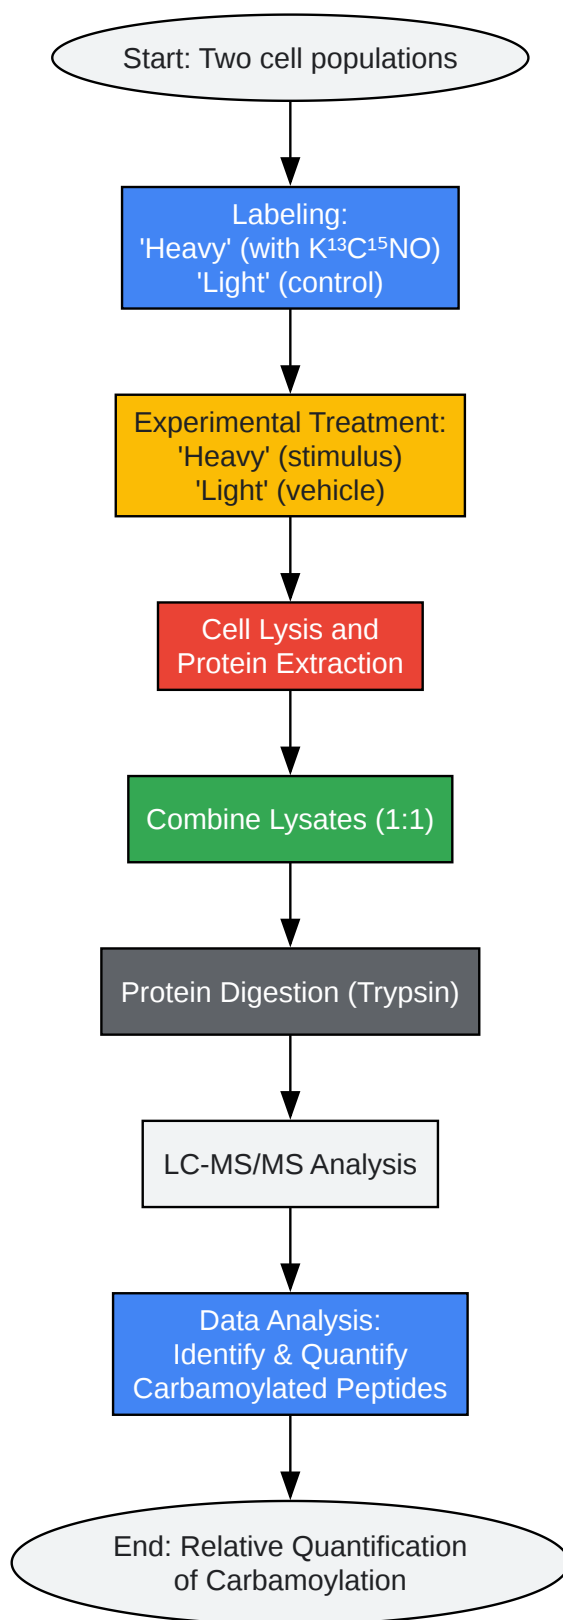 Start: Two cell populations
Labeling:
'Heavy' (with K¹³C¹⁵NO)
'Light' (control)
Experimental Treatment:
'Heavy' (stimulus)
'Light' (vehicle)
Cell Lysis and
Protein Extraction
Combine Lysates (1:1)
Protein Digestion (Trypsin)
LC-MS/MS Analysis
Data Analysis:
Identify & Quantify
Carbamoylated Peptides
End: Relative Quantification
of Carbamoylation